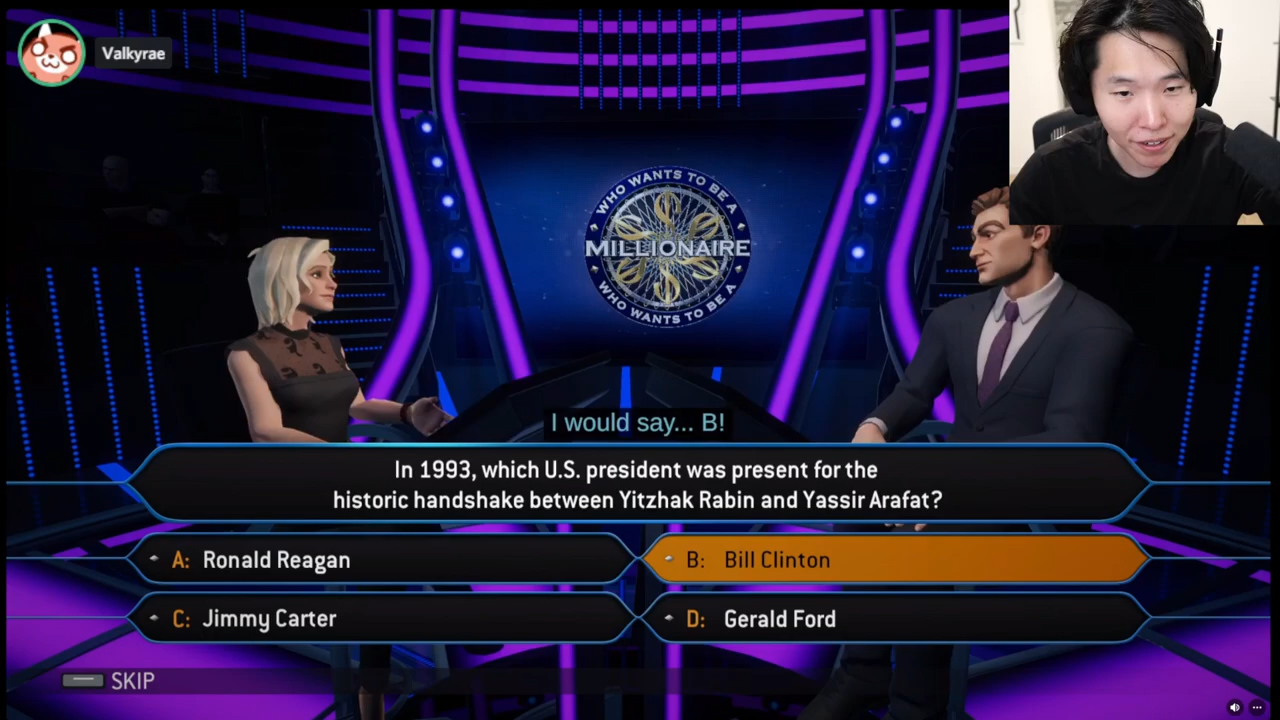 Valkyrae
WHO WANTS TO BE A
MILLIONAIRE
WHO WANTS TO BE A
I would say... B!
In 1993, which U.S. president was present for the
historic handshake between Yitzhak Rabin and Yassir Arafat?
A: Ronald Reagan
B: Bill Clinton
C: Jimmy Carter
D: Gerald Ford
SKIP